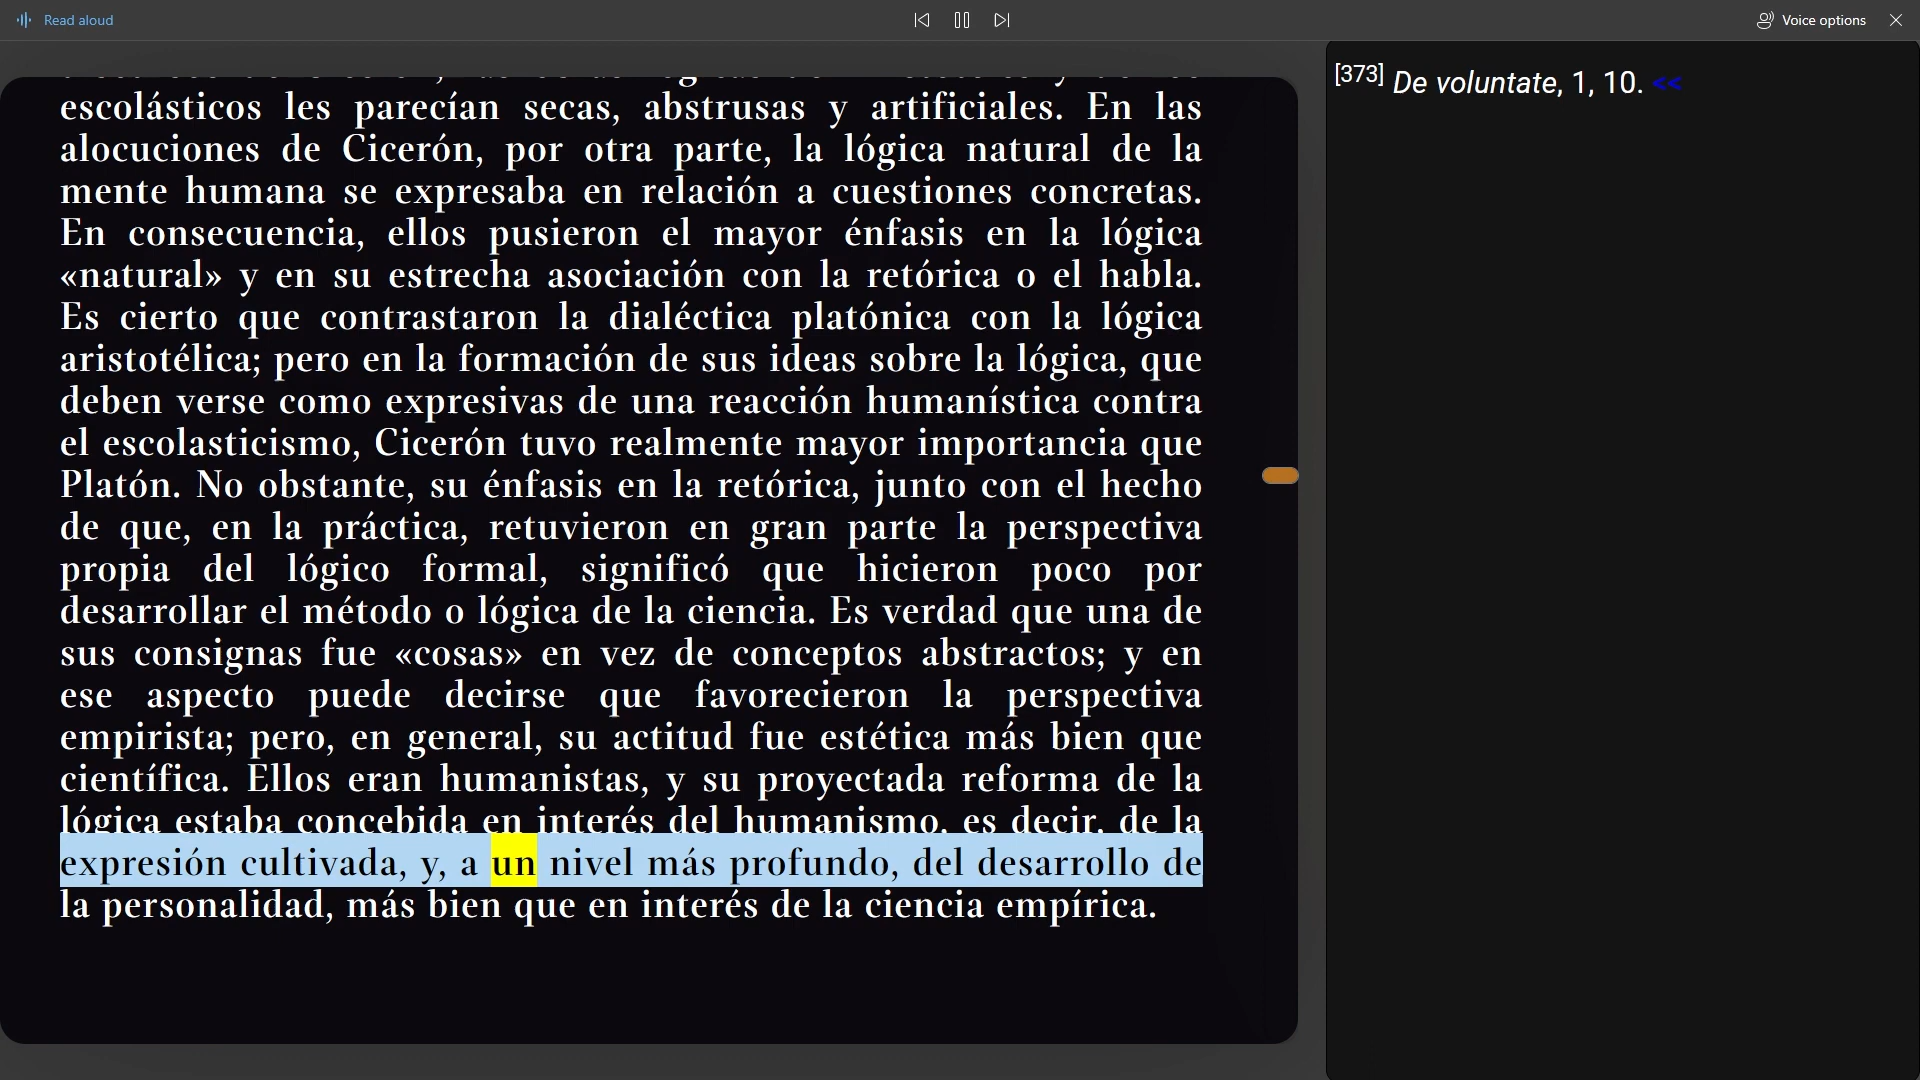 Read aloud
Voice options
escolásticos les parecían secas, abstrusas y artificiales. En las
alocuciones de Cicerón, por otra parte, la lógica natural de la
mente humana se expresaba en relación a cuestiones concretas.
En consecuencia, ellos pusieron el mayor énfasis en la lógica
«natural» y en su estrecha asociación con la retórica o el habla.
Es cierto que contrastaron la dialéctica platónica con la lógica
aristotélica; pero en la formación de sus ideas sobre la lógica, que
deben verse como expresivas de una reacción humanística contra
el escolasticismo, Cicerón tuvo realmente mayor importancia que
Platón. No obstante, su énfasis en la retórica, junto con el hecho
de que, en la práctica, retuvieron en gran parte la perspectiva
propia del lógico formal, significó que hicieron poco por
desarrollar el método o lógica de la ciencia. Es verdad que una de
sus consignas fue «cosas» en vez de conceptos abstractos; y en
ese aspecto puede decirse que favorecieron la perspectiva
empirista; pero, en general, su actitud fue estética más bien que
científica. Ellos eran humanistas, y su proyectada reforma de la
lógica estaba concebida en interés del humanismo, es decir, de la
expresión cultivada, y, a un nivel más profundo, del desarrollo de
la personalidad, más bien que en interés de la ciencia empírica.
[373] De voluntate, 1, 10. <<